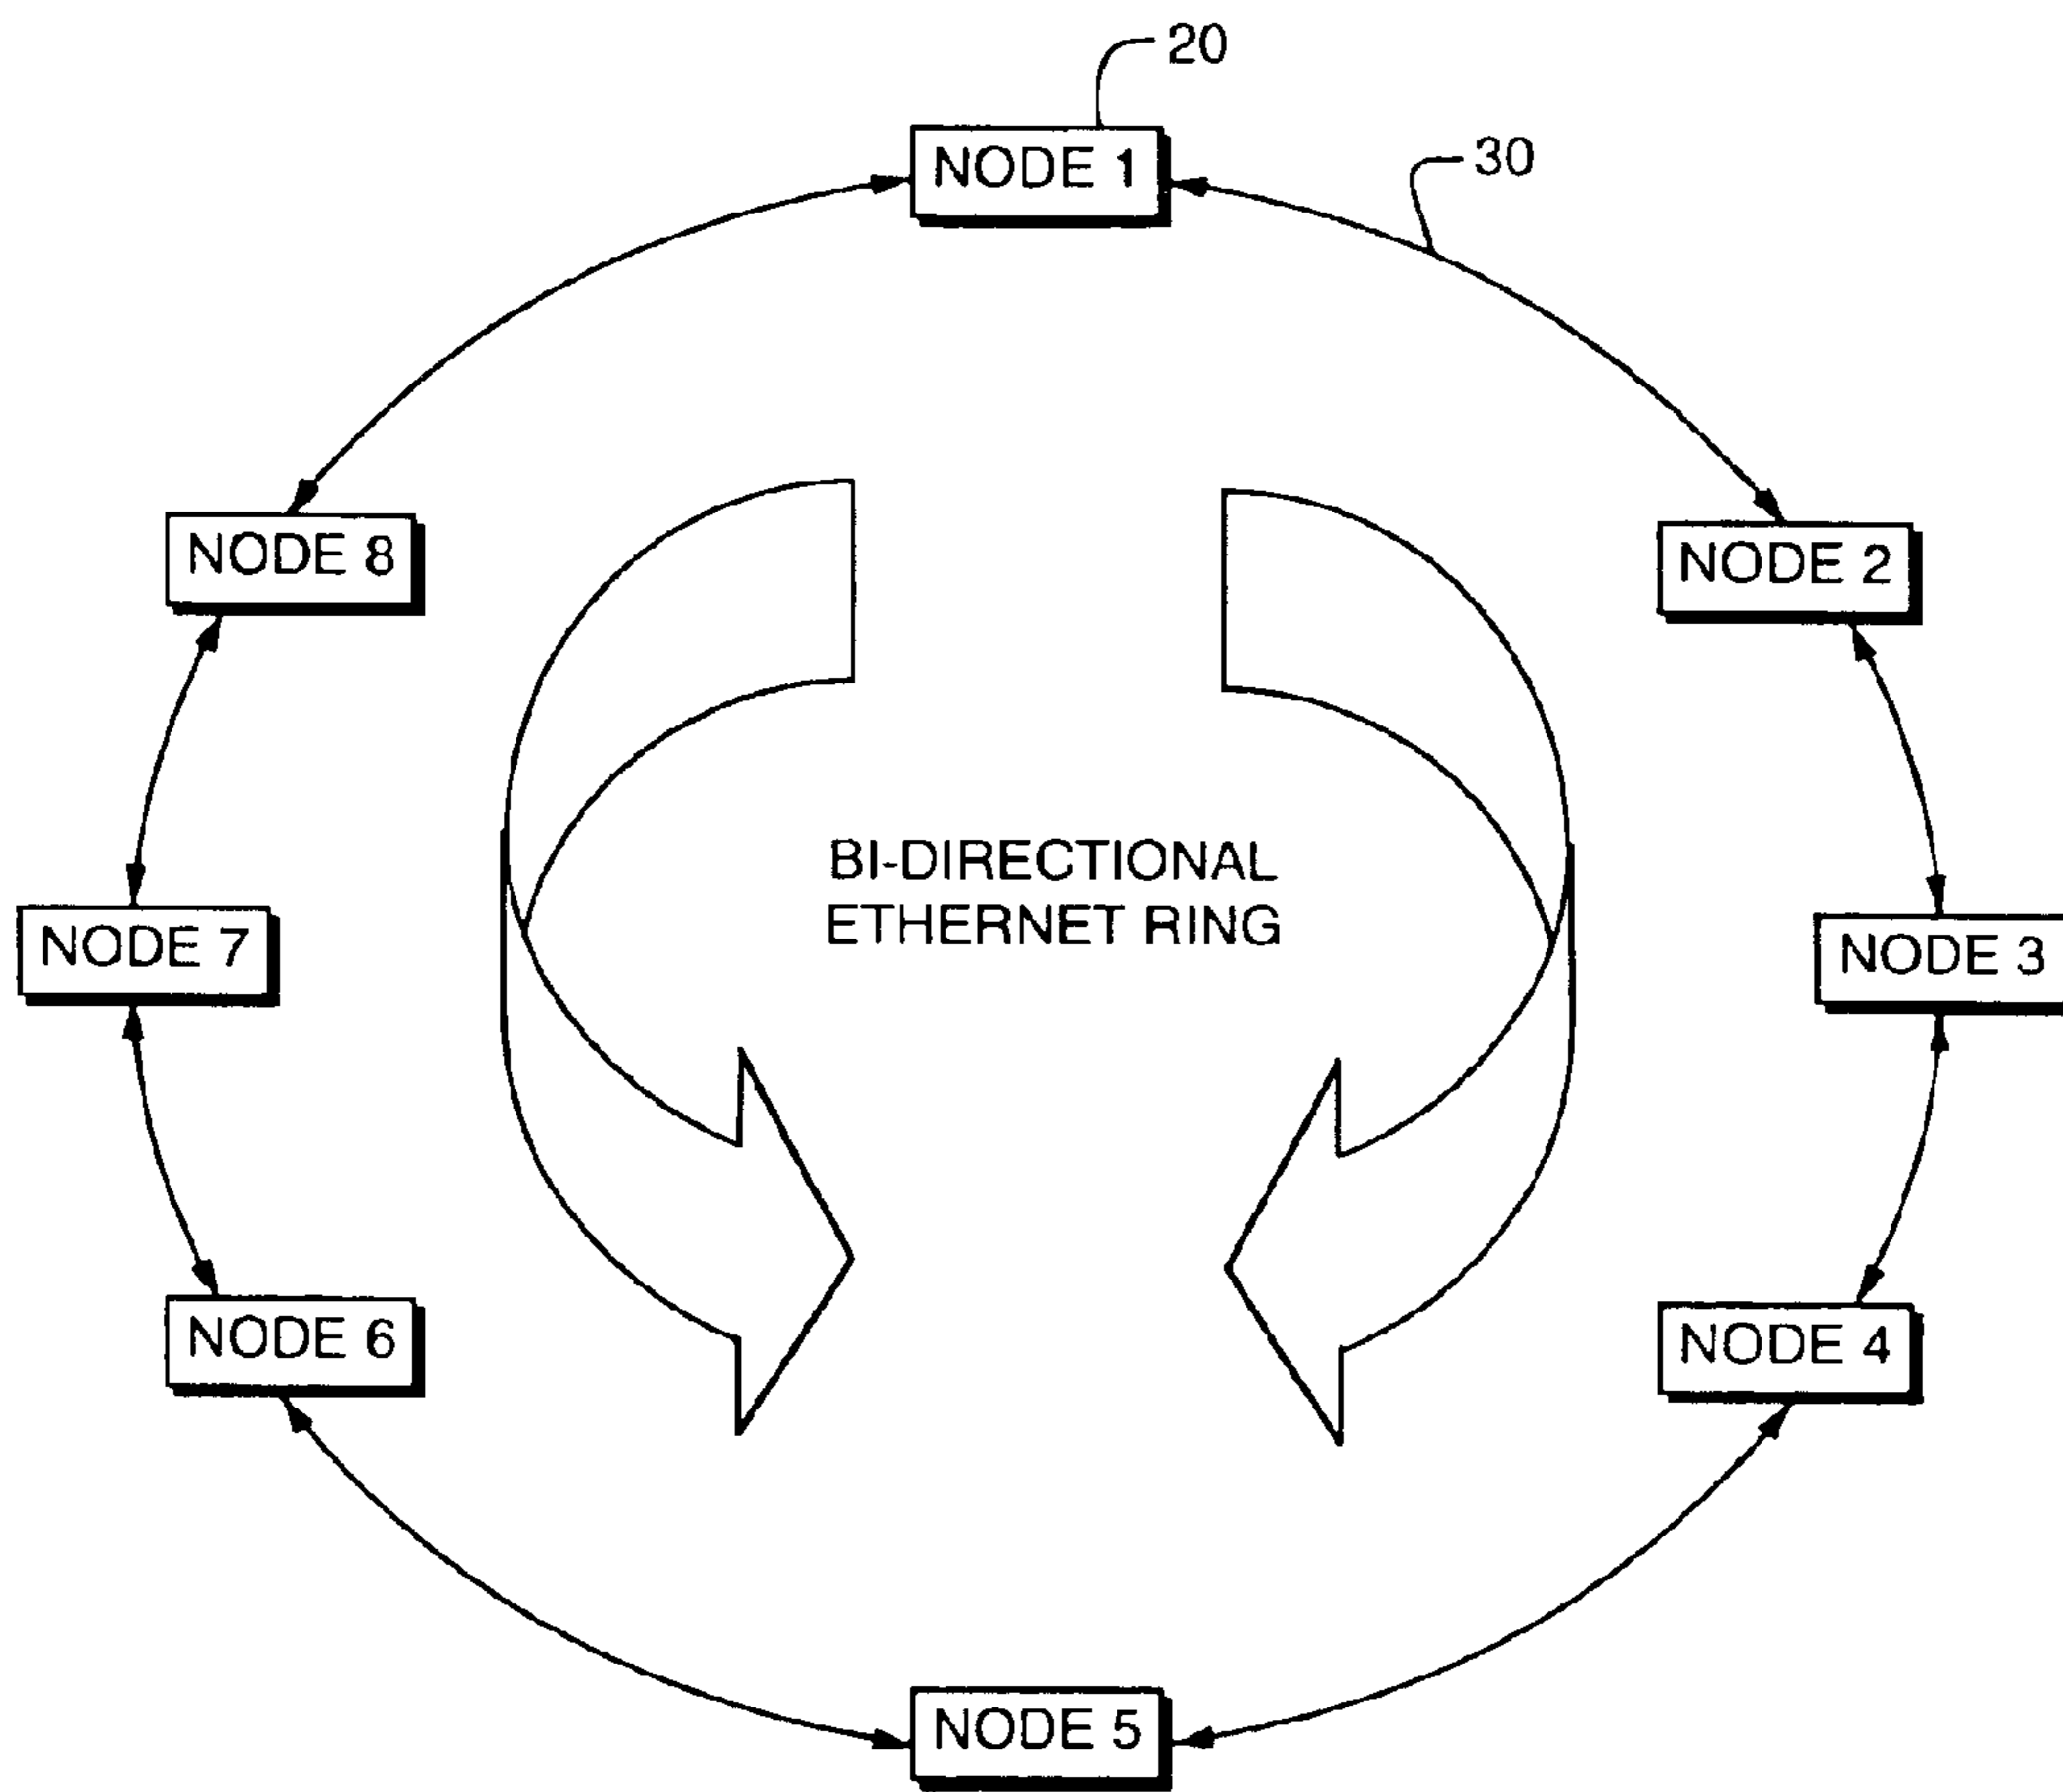 20
30
NODE 1
NODE 8
NODE 2
BI-DIRECTIONAL
ETHERNET RING
NODE 7
NODE 3
NODE 6
NODE 4
NODE 5